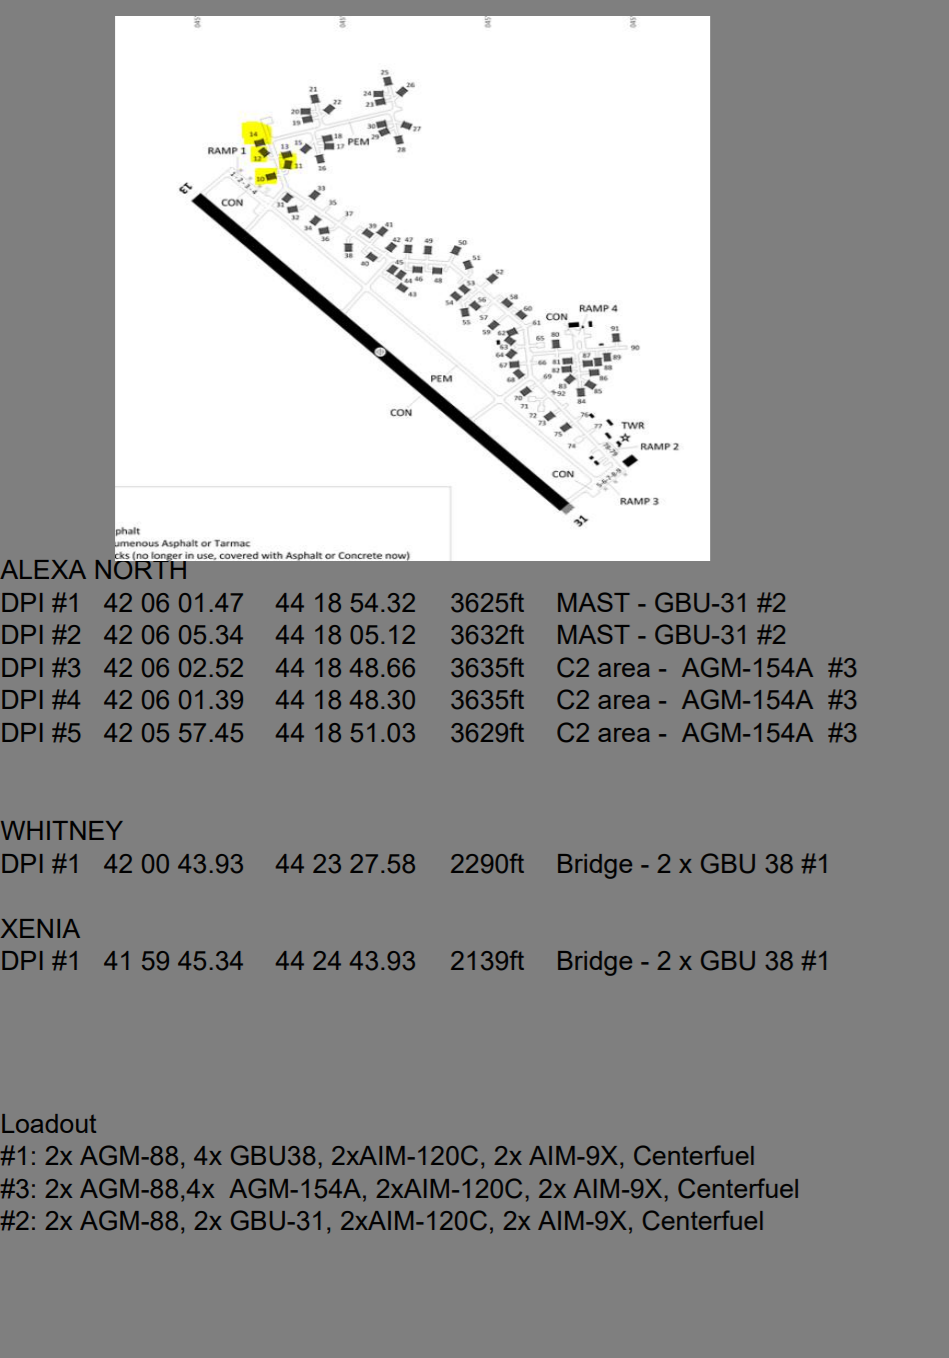 25
26
24
23
21
22
20
19
30
29
27
28
14
18
17
15
13
PEM
RAMP 1
12
11
16
10
1 - 2 - 3 - 4
13
CON
33
31
35
32
37
34
36
39
41
38
42
47
49
50
40
45
44
46
48
43
51
52
53
54
56
58
55
57
60
59
62
61
RAMP 4
CON
91
63
65
80
64
66
90
67
81
87
89
82
88
68
69
83
86
85
92
84
70
71
72
73
75
74
76
77
78-79
PEM
CON
TWR
RAMP 2
CON
5-6-7-8-9
RAMP 3
31
phalt
umenous Asphalt or Tarmac
cks (no longer in use, covered with Asphalt or Concrete now)
ALEXA NORTH
DPI #1 42 06 01.47 44 18 54.32 3625ft MAST - GBU-31 #2
DPI #2 42 06 05.34 44 18 05.12 3632ft MAST - GBU-31 #2
DPI #3 42 06 02.52 44 18 48.66 3635ft C2 area - AGM-154A #3
DPI #4 42 06 01.39 44 18 48.30 3635ft C2 area - AGM-154A #3
DPI #5 42 05 57.45 44 18 51.03 3629ft C2 area - AGM-154A #3
WHITNEY
DPI #1 42 00 43.93 44 23 27.58 2290ft Bridge - 2 x GBU 38 #1
XENIA
DPI #1 41 59 45.34 44 24 43.93 2139ft Bridge - 2 x GBU 38 #1
Loadout
#1: 2x AGM-88, 4x GBU38, 2xAIM-120C, 2x AIM-9X, Centerfuel
#3: 2x AGM-88,4x AGM-154A, 2xAIM-120C, 2x AIM-9X, Centerfuel
#2: 2x AGM-88, 2x GBU-31, 2xAIM-120C, 2x AIM-9X, Centerfuel